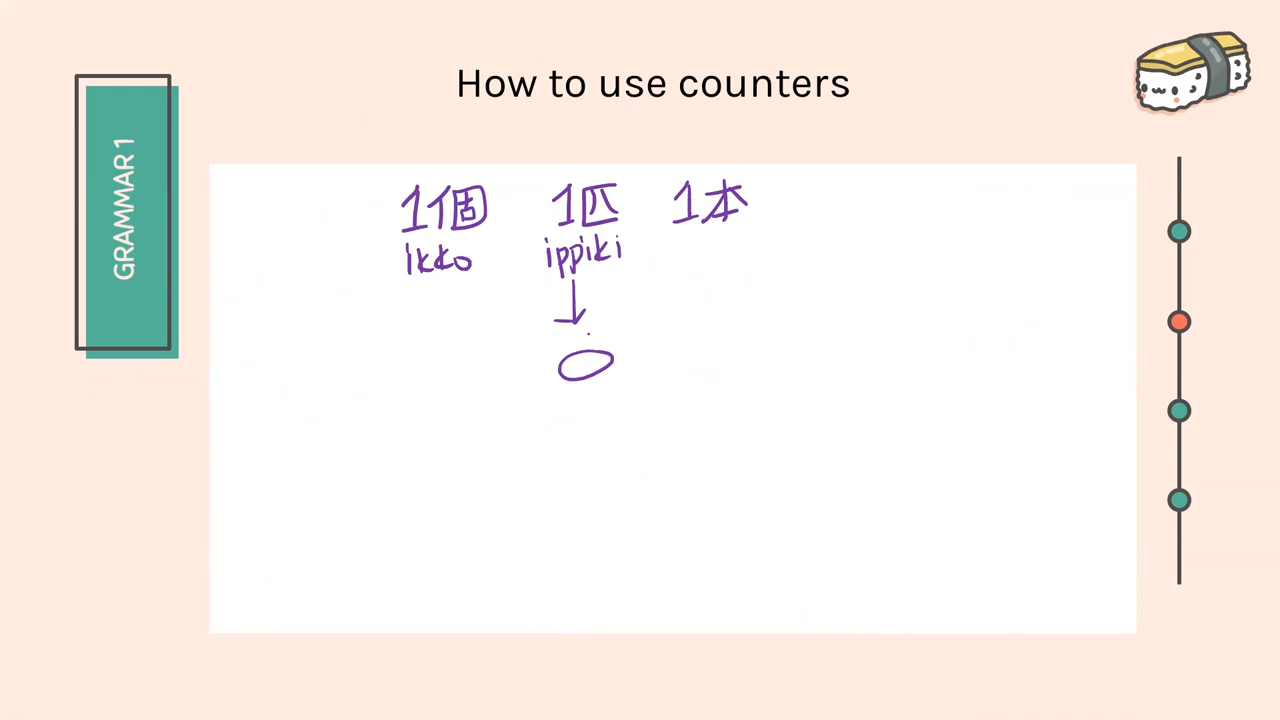 How to use counters
GRAMMAR 1
1個 1匹 1本
ikko ippiki